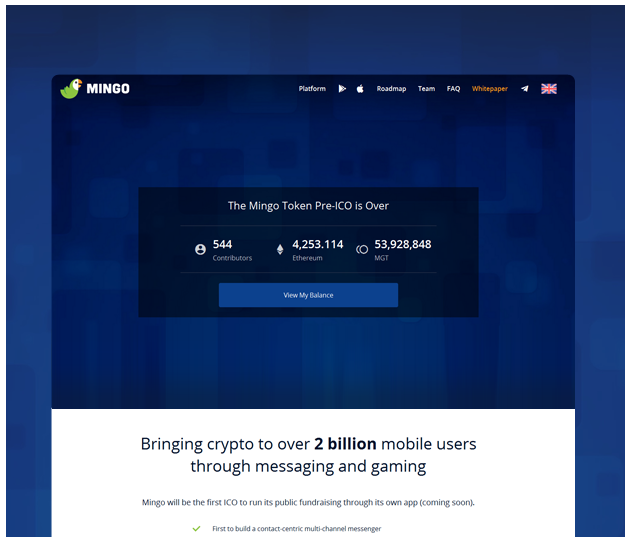 MINGO
Platform Roadmap Team FAQ Whitepaper
The Mingo Token Pre-ICO is Over
544 4,253.114 53,928,848
Contributors Ethereum MGT
View My Balance
Bringing crypto to over 2 billion mobile users
through messaging and gaming
Mingo will be the first ICO to run its public fundraising through its own app (coming soon).
First to build a contact-centric multi-channel messenger